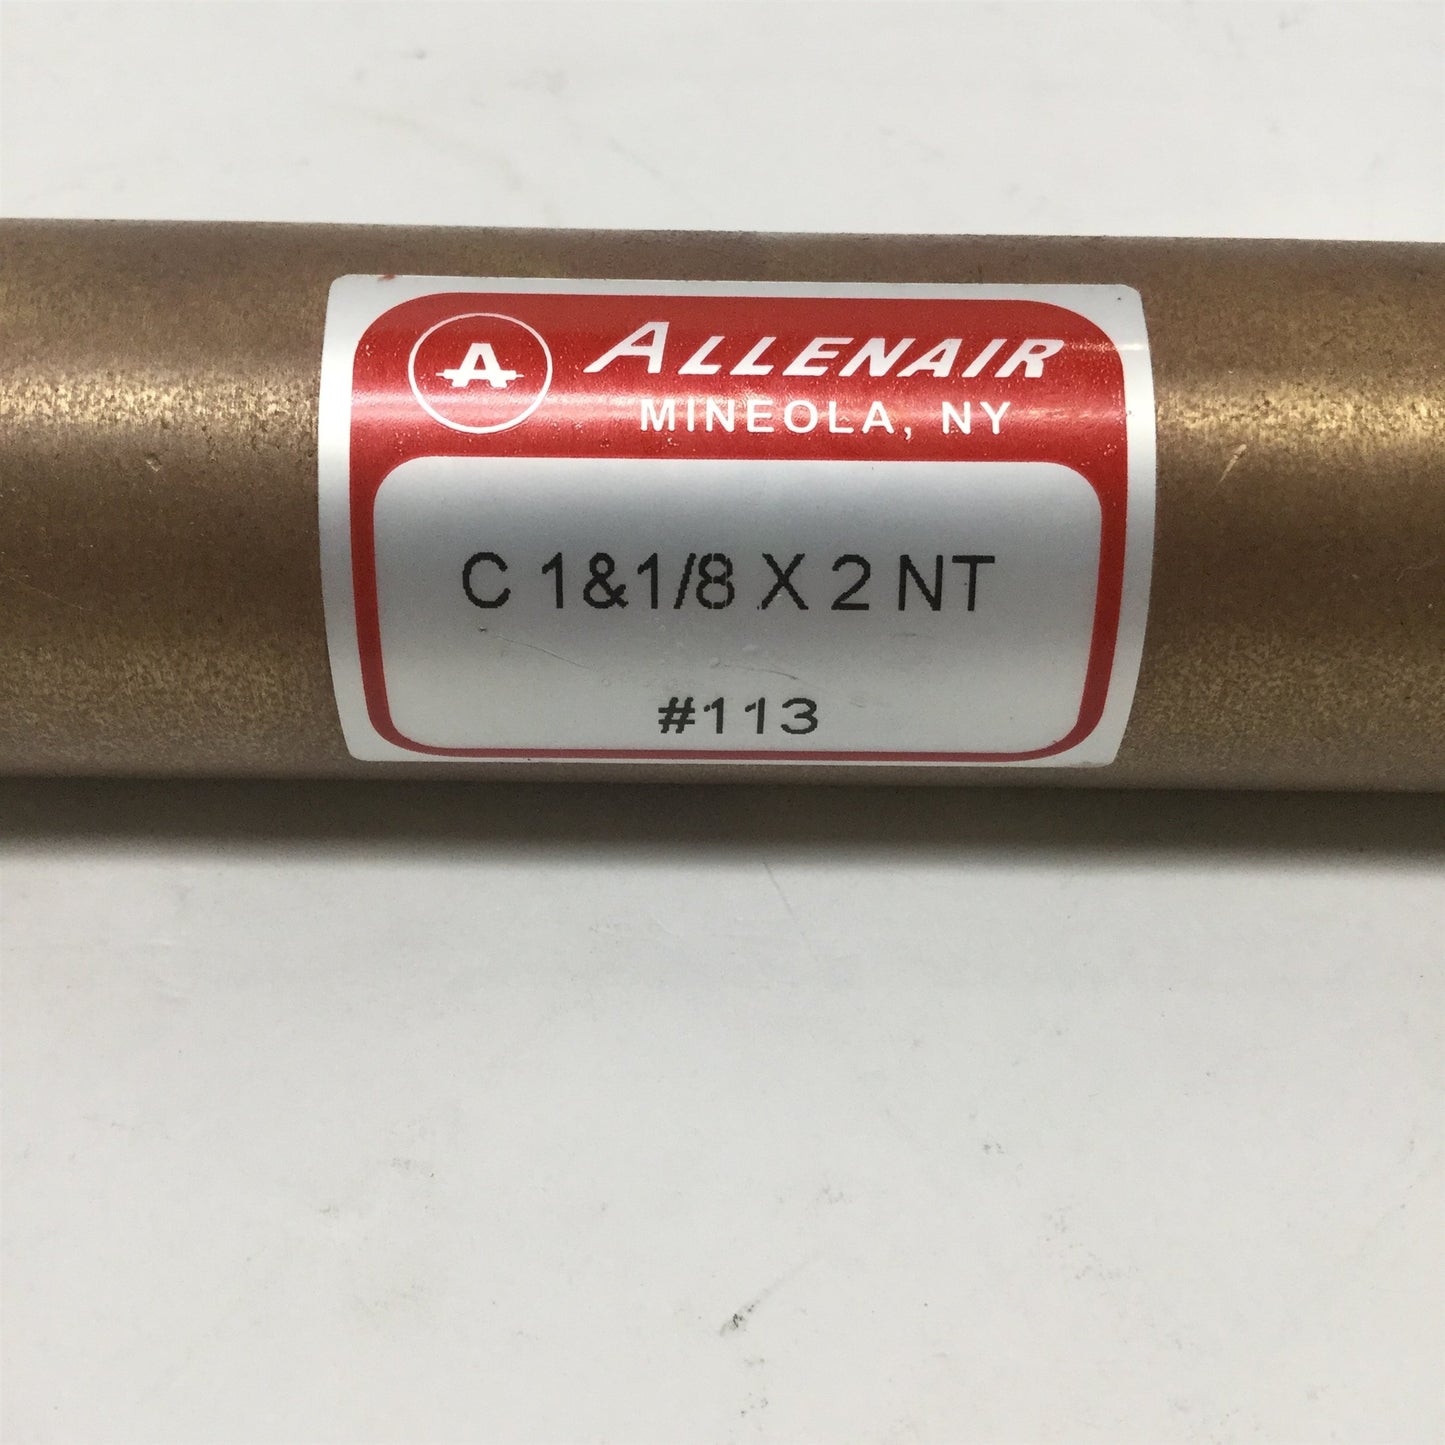 A ALLENAIR
MINEOLA, NY
C 1&1/8 X 2 NT
#113